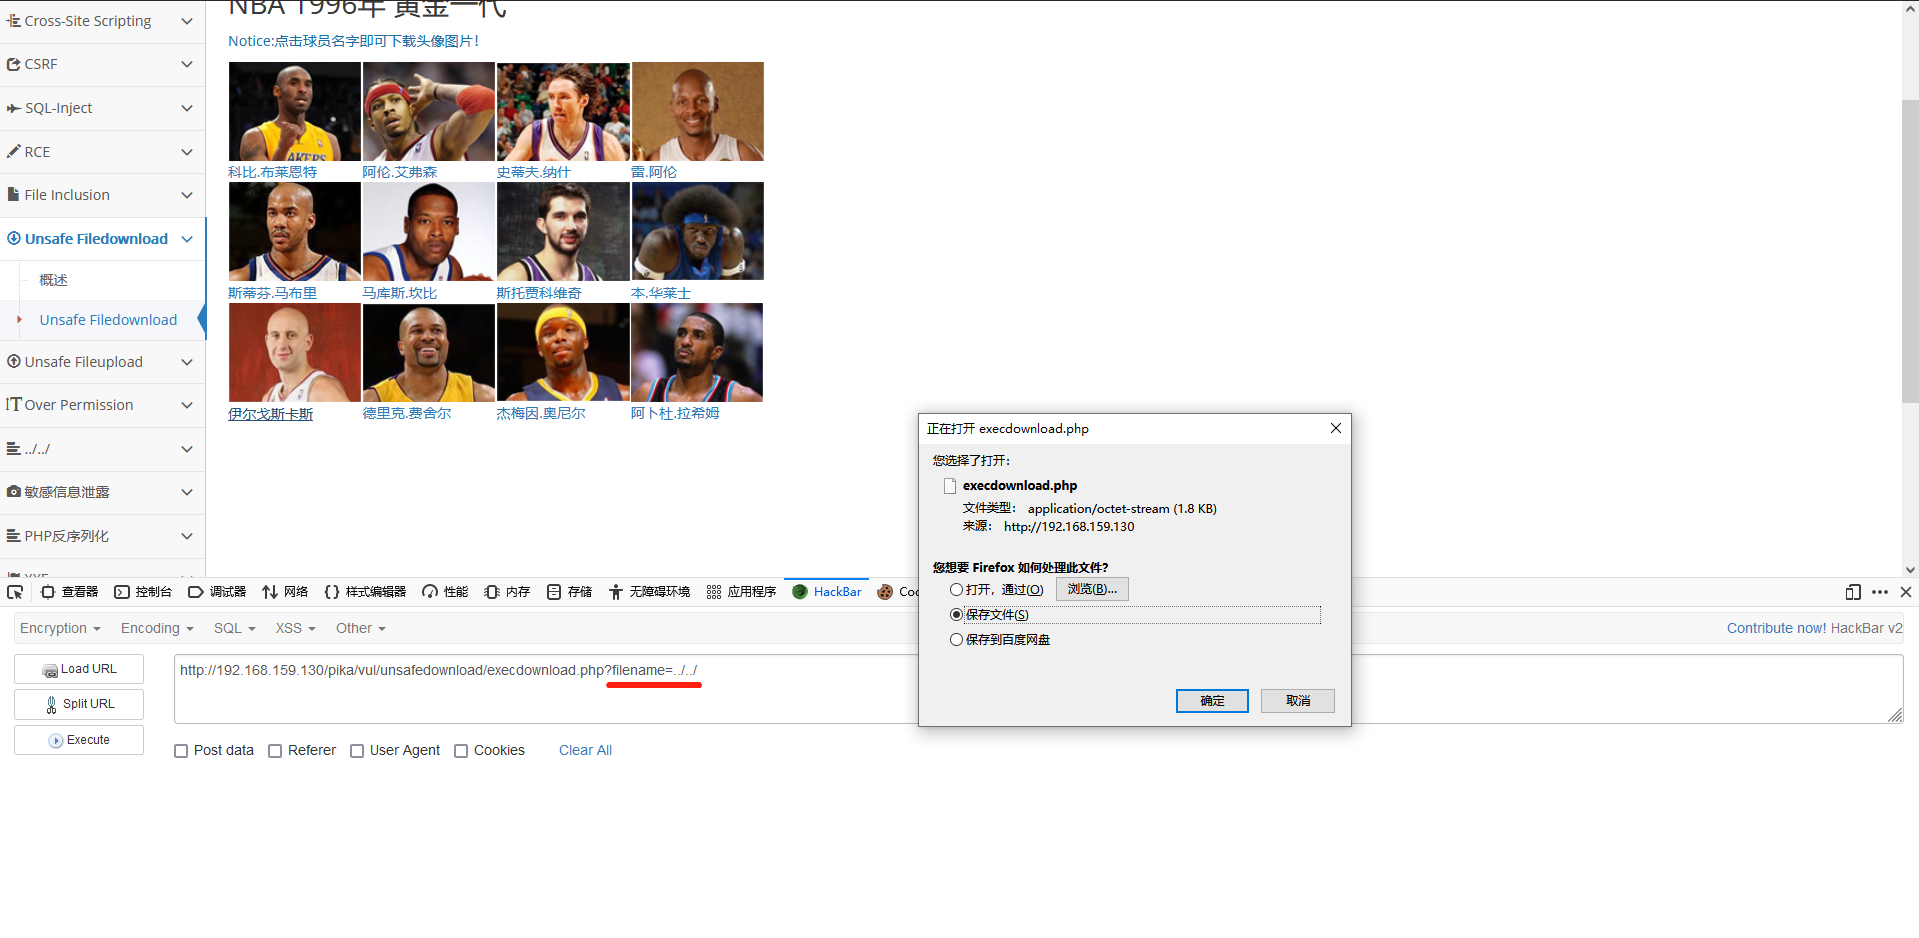 NBA 1996年 黄金一代
Notice:点击球员名字即可下载头像图片!
Cross-Site Scripting
CSRF
SQL-Inject
RCE
File Inclusion
Unsafe Filedownload
概述
Unsafe Filedownload
Unsafe Fileupload
Over Permission
../../
敏感信息泄露
PHP反序列化
XXE
LAKERS
科比.布莱恩特
阿伦.艾弗森
史蒂夫.纳什
雷.阿伦
斯蒂芬.马布里
马库斯.坎比
斯托贾科维奇
本.华莱士
伊尔戈斯卡斯
德里克.费舍尔
杰梅因.奥尼尔
阿卜杜.拉希姆
正在打开 execdownload.php
您选择了打开:
execdownload.php
文件类型: application/octet-stream (1.8 KB)
来源: http://192.168.159.130
您想要 Firefox 如何处理此文件?
打开，通过(O)
浏览(B)...
保存文件(S)
保存到百度网盘
确定
取消
查看器
控制台
调试器
网络
样式编辑器
性能
内存
存储
无障碍环境
应用程序
HackBar
Coo
Encryption
Encoding
SQL
XSS
Other
Contribute now! HackBar v2
Load URL
Split URL
Execute
http://192.168.159.130/pika/vul/unsafedownload/execdownload.php?filename=../../
Post data
Referer
User Agent
Cookies
Clear All